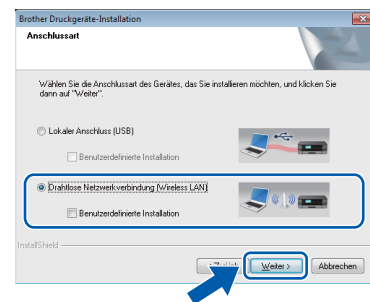 Brother Druckgeräte-Installation
Anschlussart
Wählen Sie die Anschlussart des Gerätes, das Sie installieren möchten, und klicken Sie
dann auf "Weiter".
Lokaler Anschluss (USB)
Benutzerdefinierte Installation
Drahtlose Netzwerkverbindung (Wireless LAN)
Benutzerdefinierte Installation
InstallShield
Weiter >
Abbrechen